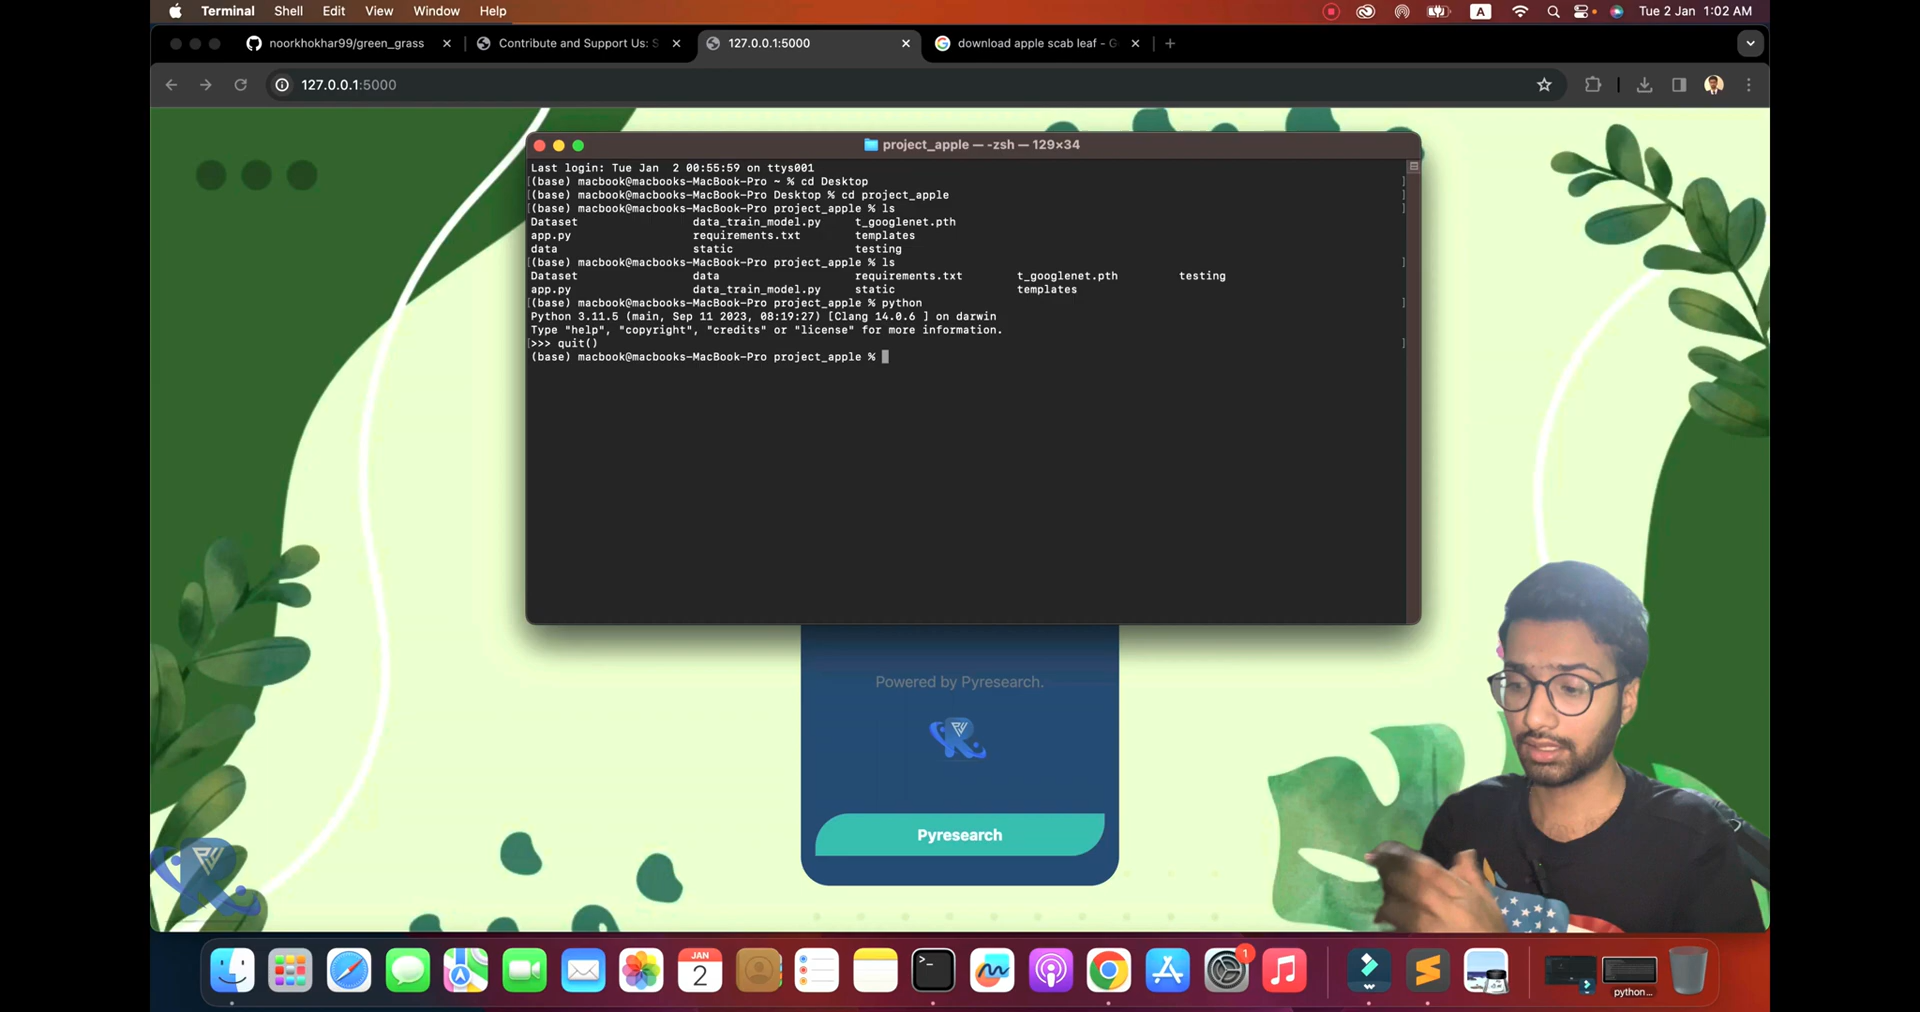 Terminal Shell Edit View Window Help
A Tue 2 Jan 1:02 AM
noorkhokhar99/green_grass
Contribute and Support Us: S
127.0.0.1:5000
download apple scab leaf - G
127.0.0.1:5000
project_apple — -zsh — 129×34
Last login: Tue Jan  2 00:55:59 on ttys001
[(base) macbook@macbooks-MacBook-Pro ~ % cd Desktop ]
[(base) macbook@macbooks-MacBook-Pro Desktop % cd project_apple ]
[(base) macbook@macbooks-MacBook-Pro project_apple % ls ]
Dataset data_train_model.py t_googlenet.pth
app.py requirements.txt templates
data static testing
[(base) macbook@macbooks-MacBook-Pro project_apple % ls ]
Dataset data requirements.txt t_googlenet.pth testing
app.py data_train_model.py static templates
[(base) macbook@macbooks-MacBook-Pro project_apple % python ]
Python 3.11.5 (main, Sep 11 2023, 08:19:27) [Clang 14.0.6 ] on darwin
Type "help", "copyright", "credits" or "license" for more information.
[>>> quit() ]
(base) macbook@macbooks-MacBook-Pro project_apple %
Powered by Pyresearch.
Pyresearch
JAN
2
1
python...